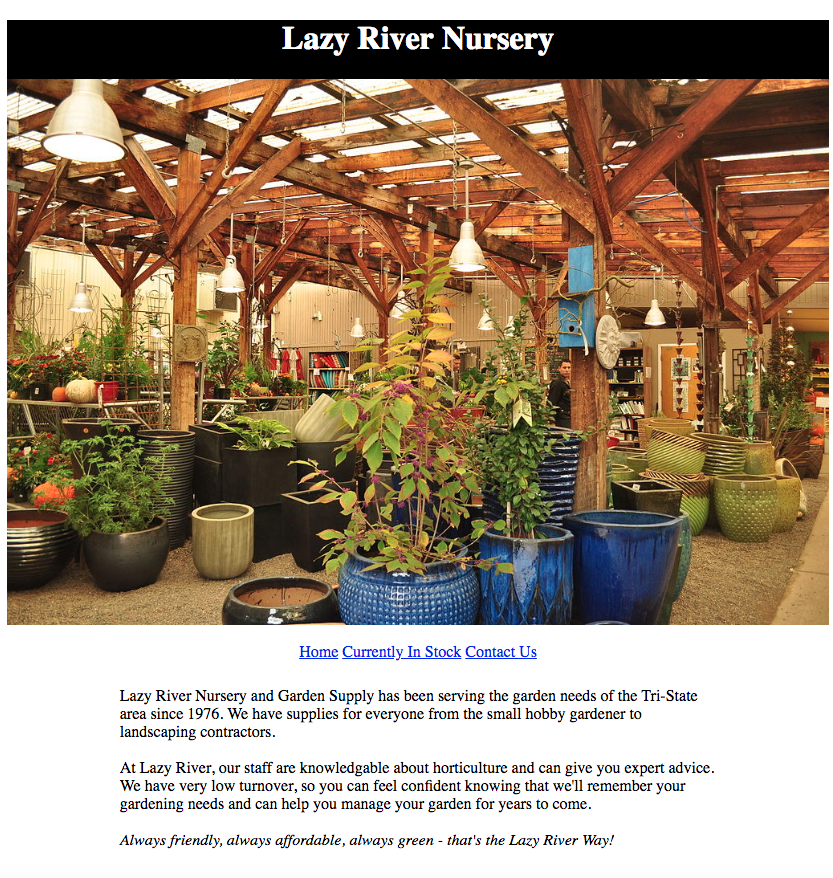 Lazy River Nursery
Home Currently In Stock Contact Us
Lazy River Nursery and Garden Supply has been serving the garden needs of the Tri-State
area since 1976. We have supplies for everyone from the small hobby gardener to
landscaping contractors.
At Lazy River, our staff are knowledgable about horticulture and can give you expert advice.
We have very low turnover, so you can feel confident knowing that we'll remember your
gardening needs and can help you manage your garden for years to come.
Always friendly, always affordable, always green - that's the Lazy River Way!